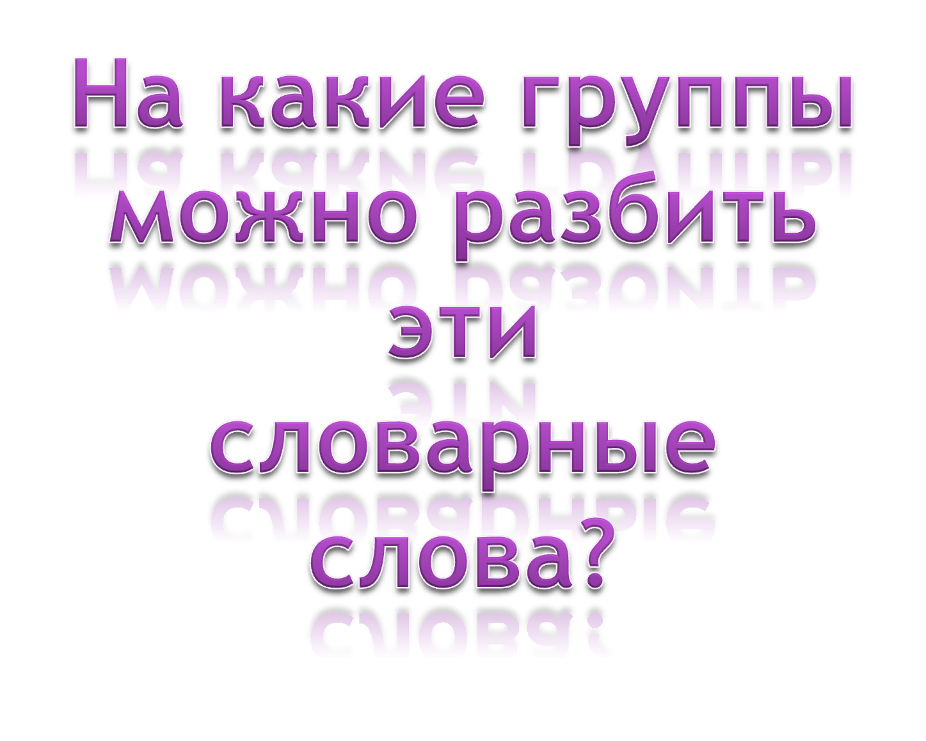 На какие группы
можно разбить
эти
словарные
слова?